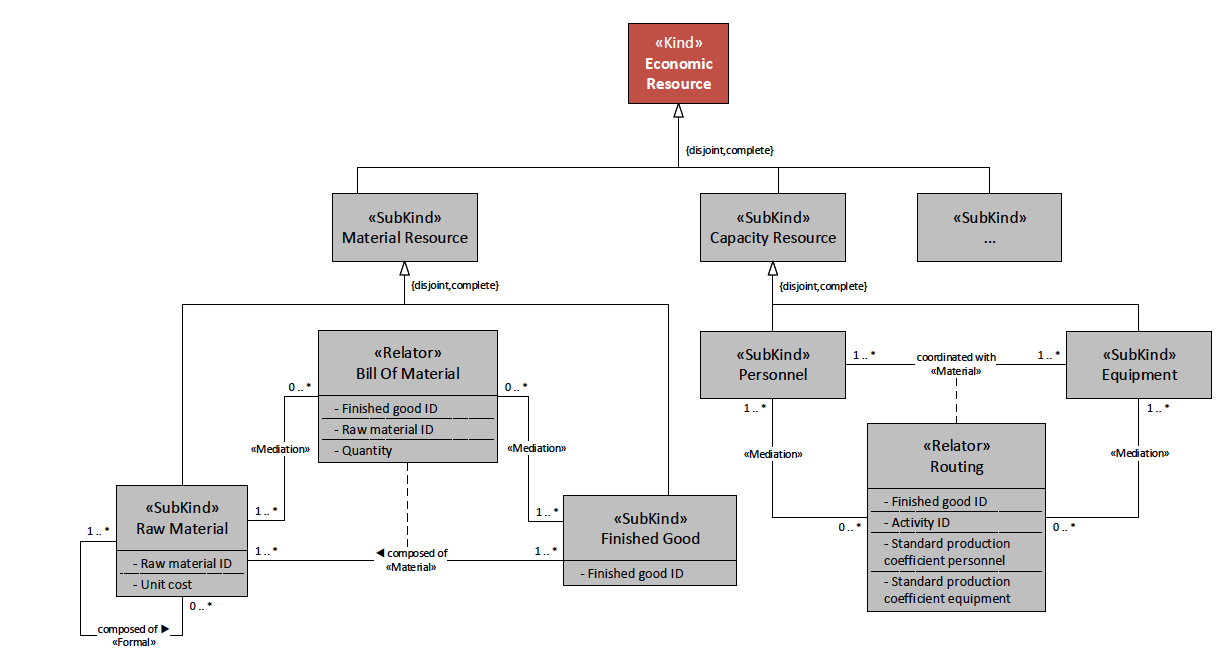 «Kind»
Economic
Resource
{disjoint,complete}
«SubKind»
Material Resource
«SubKind»
Capacity Resource
«SubKind»
...
{disjoint,complete}
{disjoint,complete}
«Relator»
Bill Of Material
- Finished good ID
- Raw material ID
- Quantity
0 .. *
0 .. *
«Mediation»
«Mediation»
1 .. *
1 .. *
«SubKind»
Raw Material
- Raw material ID
- Unit cost
1 .. *
0 .. *
composed of ►
«Formal»
1 .. *
◄ composed of
«Material»
1 .. *
«SubKind»
Finished Good
- Finished good ID
«SubKind»
Personnel
1 .. *
coordinated with
«Material»
1 .. *
«SubKind»
Equipment
1 .. *
1 .. *
«Mediation»
«Mediation»
0 .. *
0 .. *
«Relator»
Routing
- Finished good ID
- Activity ID
- Standard production
coefficient personnel
- Standard production
coefficient equipment